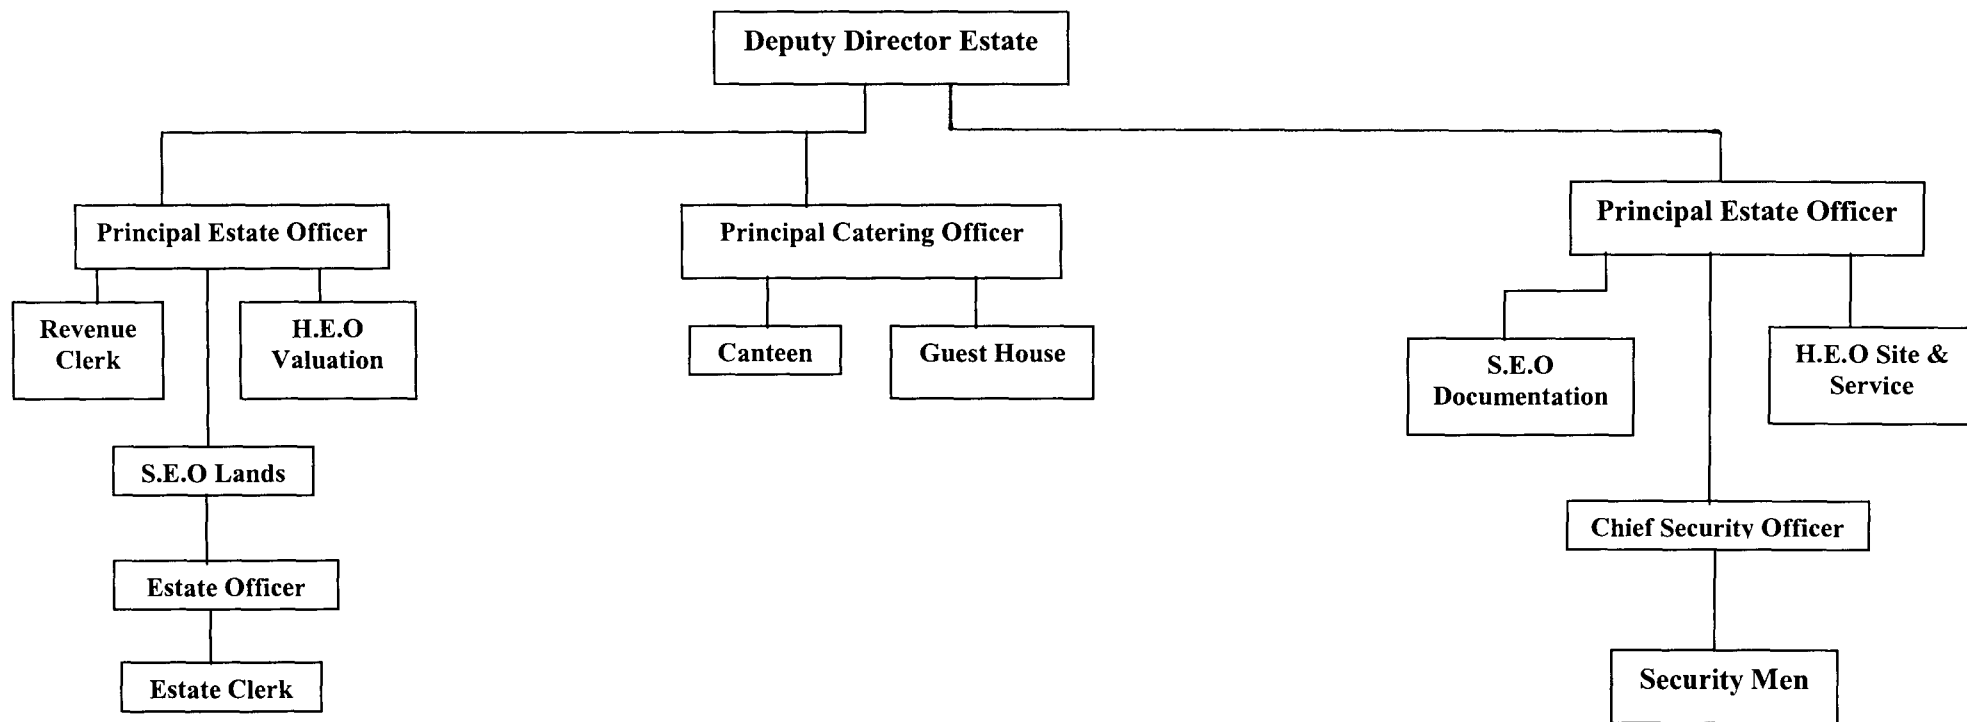 Deputy Director Estate
Principal Estate Officer
Principal Catering Officer
Principal Estate Officer
Revenue
Clerk
H.E.O
Valuation
Canteen
Guest House
S.E.O
Documentation
H.E.O Site &
Service
S.E.O Lands
Chief Security Officer
Estate Officer
Estate Clerk
Security Men